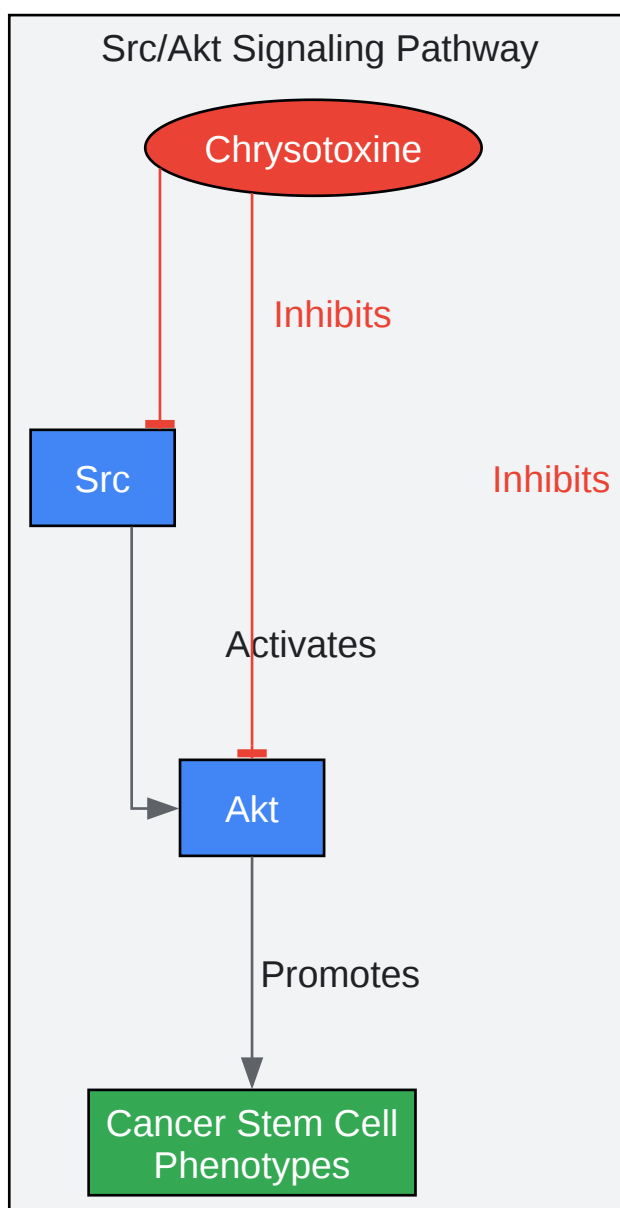 Src/Akt Signaling Pathway
Chrysotoxine
Inhibits
Src
Inhibits
Activates
Akt
Promotes
Cancer Stem Cell
Phenotypes